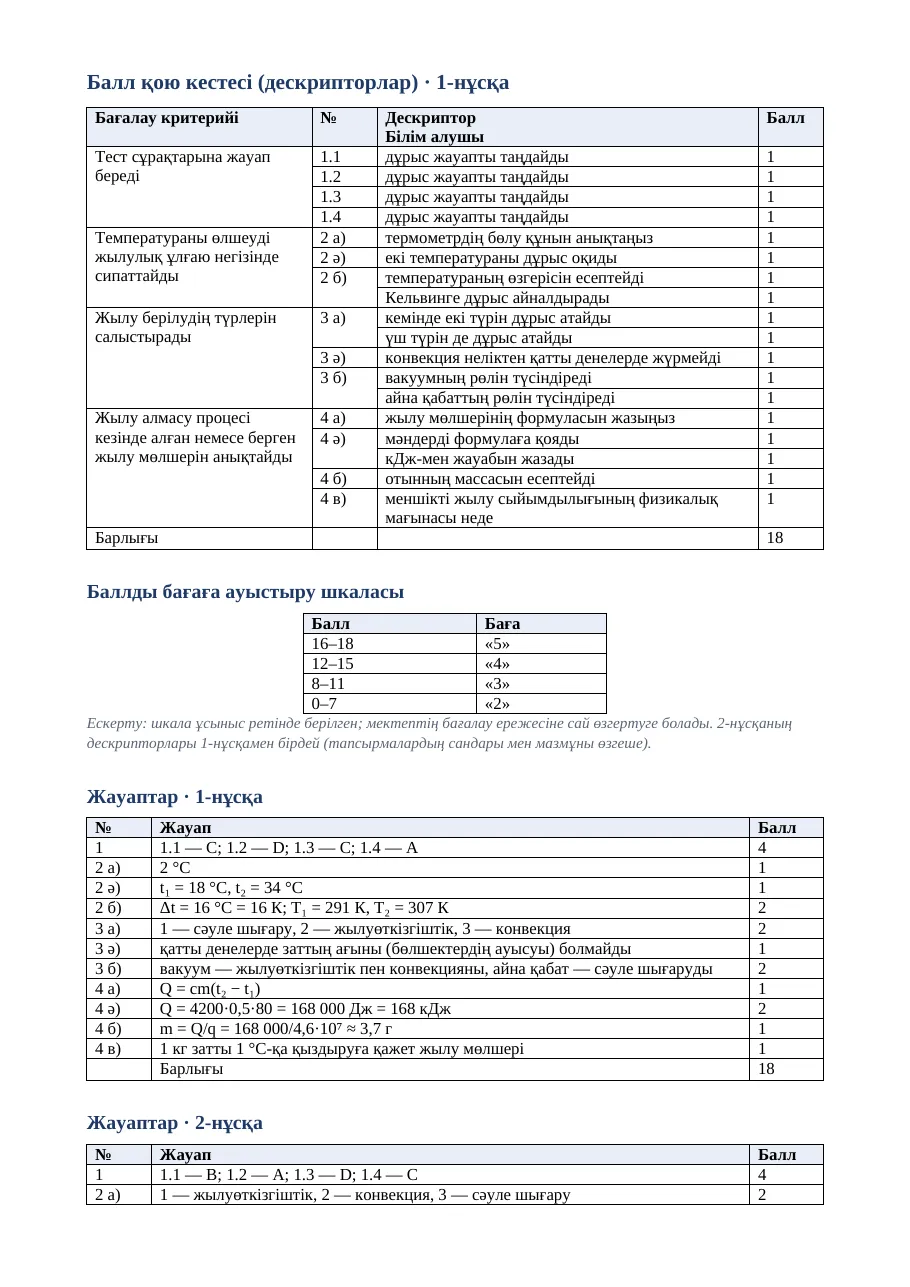 Балл қою кестесі (дескрипторлар) · 1-нұсқа
Бағалау критерийі № Дескриптор Балл
Білім алушы
Тест сұрақтарына жауап 1.1 дұрыс жауапты таңдайды 1
береді 1.2 дұрыс жауапты таңдайды 1
1.3 дұрыс жауапты таңдайды 1
1.4 дұрыс жауапты таңдайды 1
Температураны өлшеуді 2 а) термометрдің бөлу құнын анықтаңыз 1
жылулық ұлғаю негізінде 2 ә) екі температураны дұрыс оқиды 1
сипаттайды 2 б) температураның өзгерісін есептейді 1
Кельвинге дұрыс айналдырады 1
Жылу берілудің түрлерін 3 а) кемінде екі түрін дұрыс атайды 1
салыстырады үш түрін де дұрыс атайды 1
3 ә) конвекция неліктен қатты денелерде жүрмейді 1
3 б) вакуумның рөлін түсіндіреді 1
айна қабаттың рөлін түсіндіреді 1
Жылу алмасу процесі 4 а) жылу мөлшерінің формуласын жазыңыз 1
кезінде алған немесе берген 4 ә) мәндерді формулаға қояды 1
жылу мөлшерін анықтайды кДж-мен жауабын жазады 1
4 б) отынның массасын есептейді 1
4 в) меншікті жылу сыйымдылығының физикалық 1
мағынасы неде
Барлығы 18
Баллды бағаға ауыстыру шкаласы
Балл Баға
16–18 «5»
12–15 «4»
8–11 «3»
0–7 «2»
Ескерту: шкала ұсыныс ретінде берілген; мектептің бағалау ережесіне сай өзгертуге болады. 2-нұсқаның
дескрипторлары 1-нұсқамен бірдей (тапсырмалардың сандары мен мазмұны өзгеше).
Жауаптар · 1-нұсқа
№ Жауап Балл
1 1.1 — C; 1.2 — D; 1.3 — C; 1.4 — A 4
2 а) 2 °C 1
2 ә) t₁ = 18 °C, t₂ = 34 °C 1
2 б) Δt = 16 °C = 16 К; T₁ = 291 К, T₂ = 307 К 2
3 а) 1 — сәуле шығару, 2 — жылуөткізгіштік, 3 — конвекция 2
3 ә) қатты денелерде заттың ағыны (бөлшектердің ауысуы) болмайды 1
3 б) вакуум — жылуөткізгіштік пен конвекцияны, айна қабат — сәуле шығаруды 2
4 а) Q = cm(t₂ − t₁) 1
4 ә) Q = 4200·0,5·80 = 168 000 Дж = 168 кДж 2
4 б) m = Q/q = 168 000/4,6·10⁷ ≈ 3,7 г 1
4 в) 1 кг затты 1 °C-қа қыздыруға қажет жылу мөлшері 1
Барлығы 18
Жауаптар · 2-нұсқа
№ Жауап Балл
1 1.1 — B; 1.2 — A; 1.3 — D; 1.4 — C 4
2 а) 1 — жылуөткізгіштік, 2 — конвекция, 3 — сәуле шығару 2